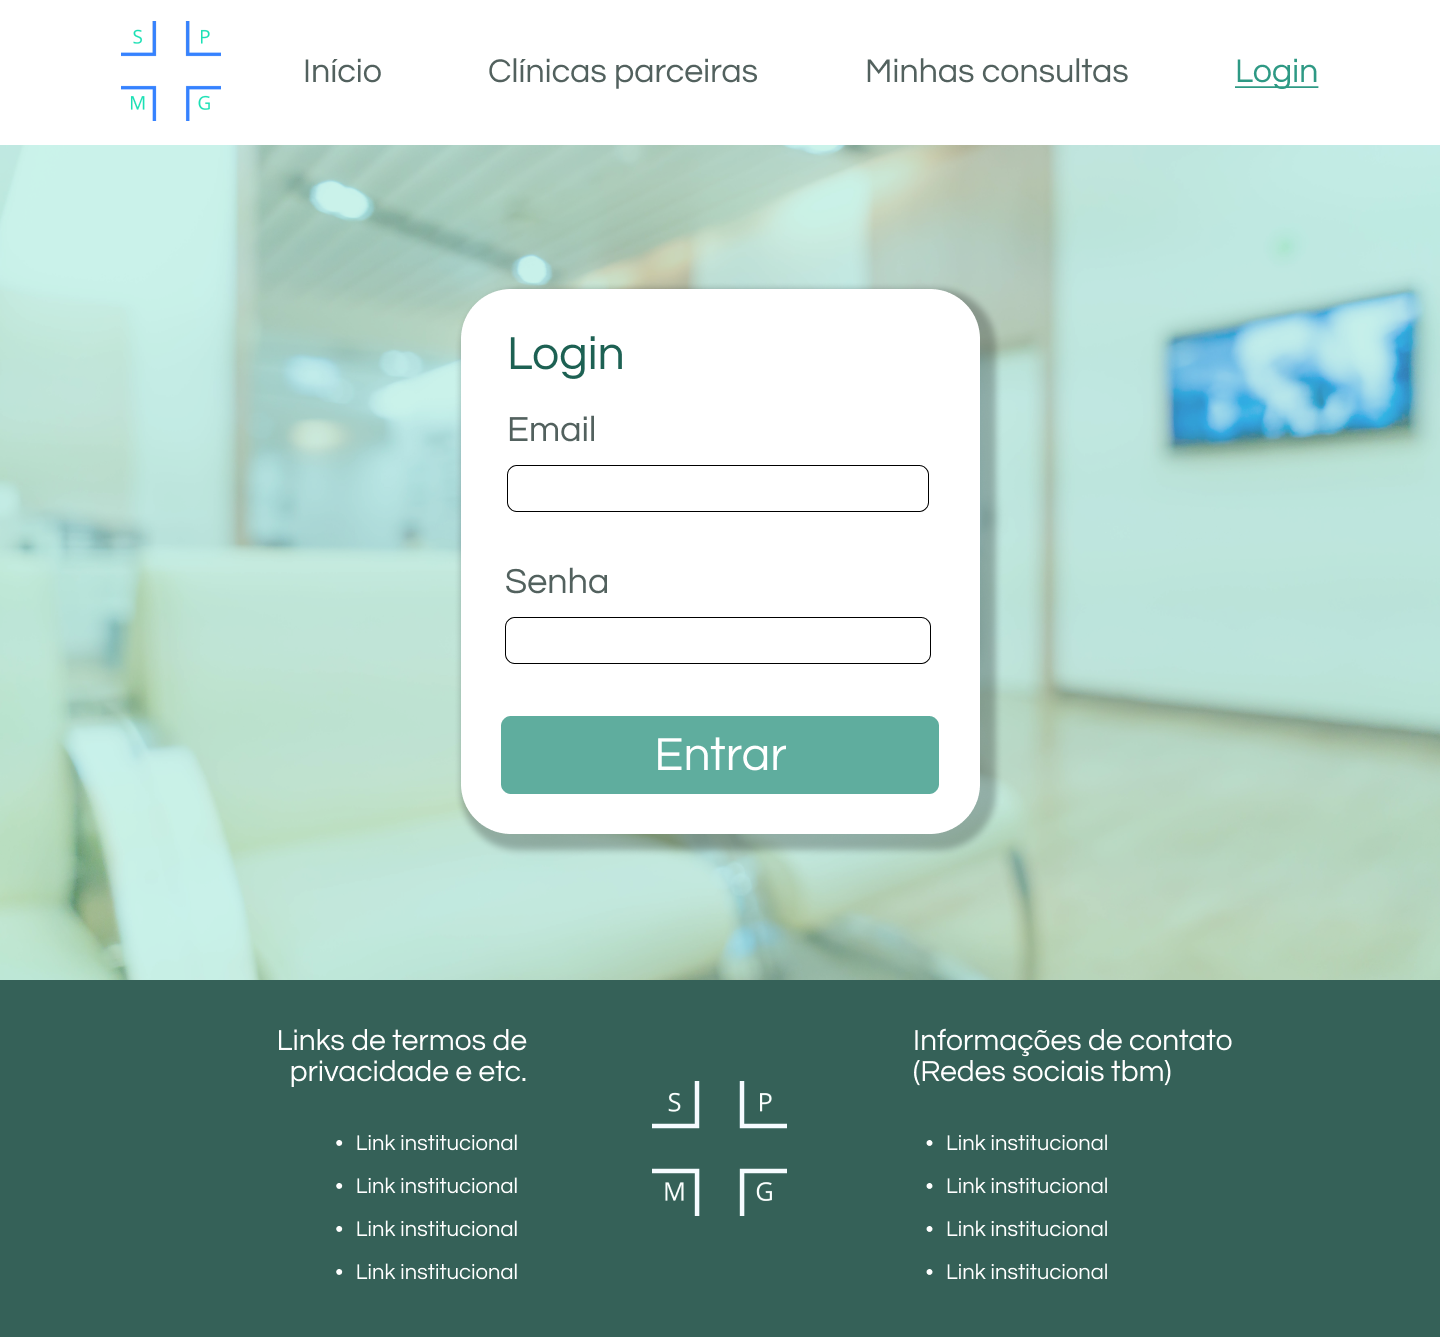 S P
M G
Início
Clínicas parceiras
Minhas consultas
Login
Login
Email
Senha
Entrar
Links de termos de
privacidade e etc.
• Link institucional
• Link institucional
• Link institucional
• Link institucional
S P
M G
Informações de contato
(Redes sociais tbm)
• Link institucional
• Link institucional
• Link institucional
• Link institucional